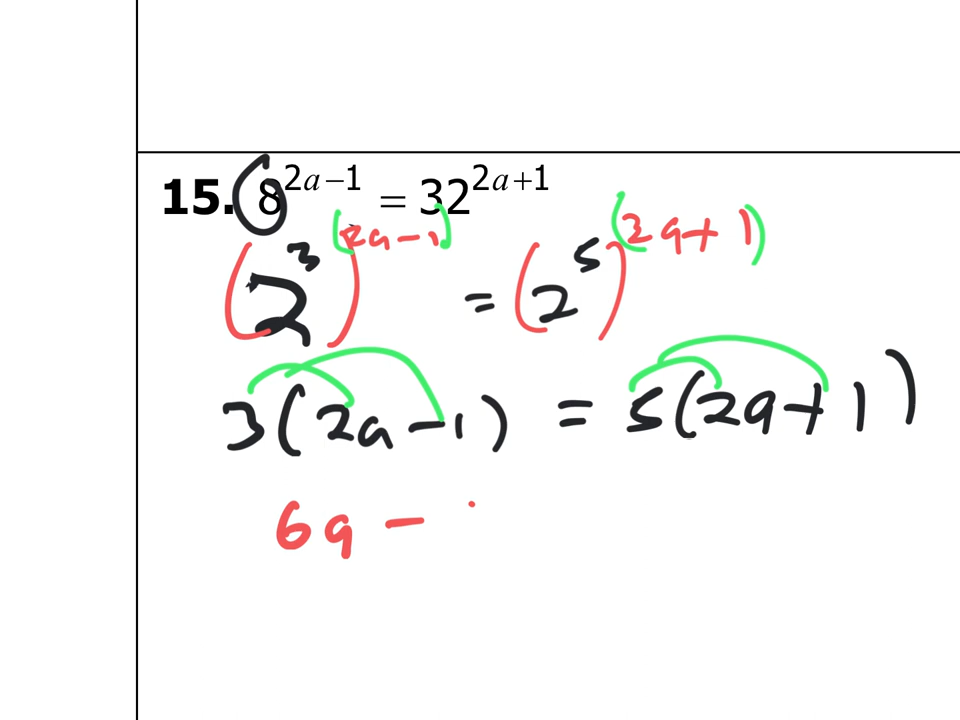 15. 8^{2a-1} = 32^{2a+1}
(2^3)^{(2a-1)} = (2^5)^{(2a+1)}
3(2a-1) = 5(2a+1)
6a -